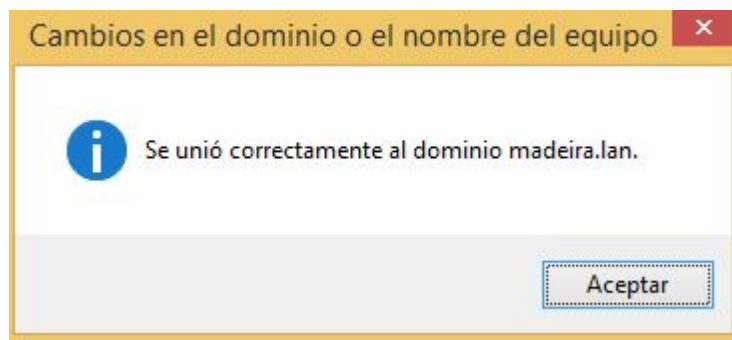 Cambios en el dominio o el nombre del equipo
Se unió correctamente al dominio madeira.lan.
Aceptar